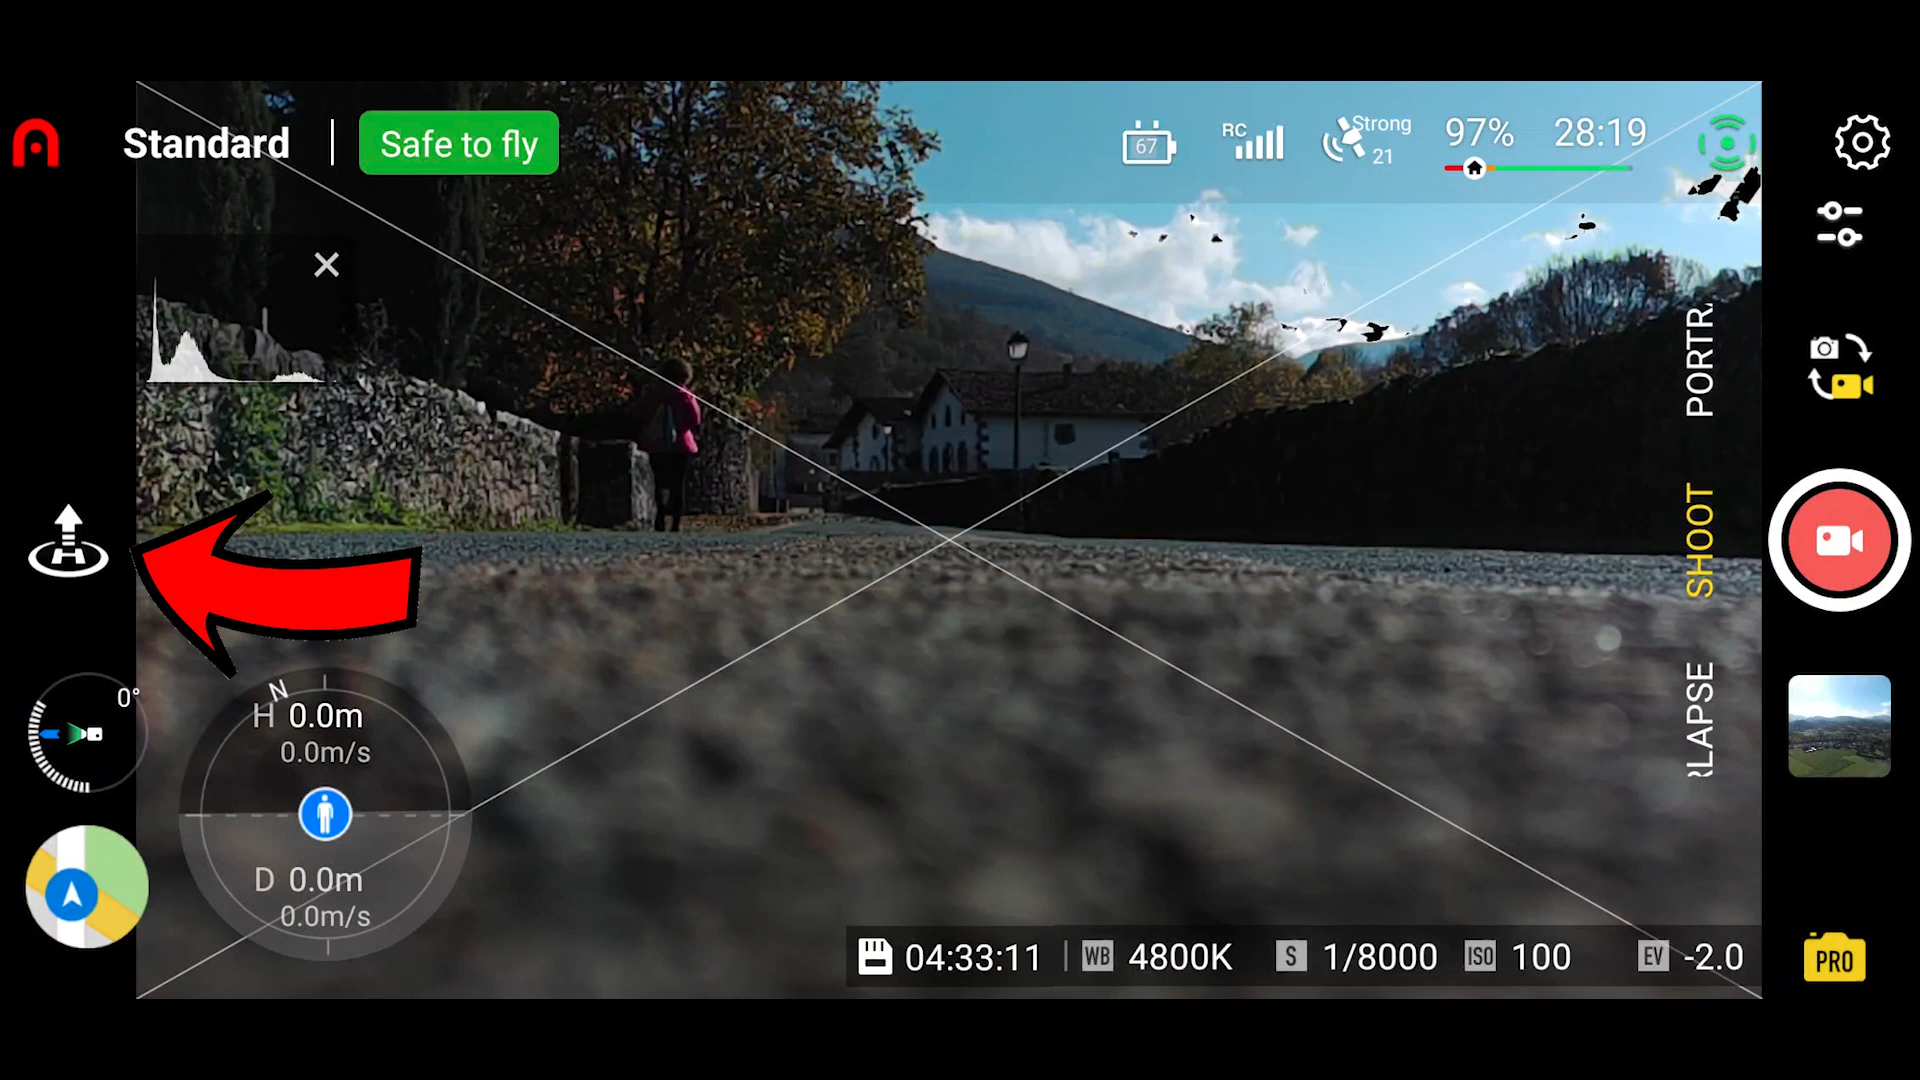 Standard
Safe to fly
67
RC
Strong
21
97%
28:19
PORTRA
SHOOT
LAPSE
H
0°
N
H 0.0m
0.0m/s
D 0.0m
0.0m/s
04:33:11
WB 4800K
S 1/8000
ISO 100
EV -2.0
PRO